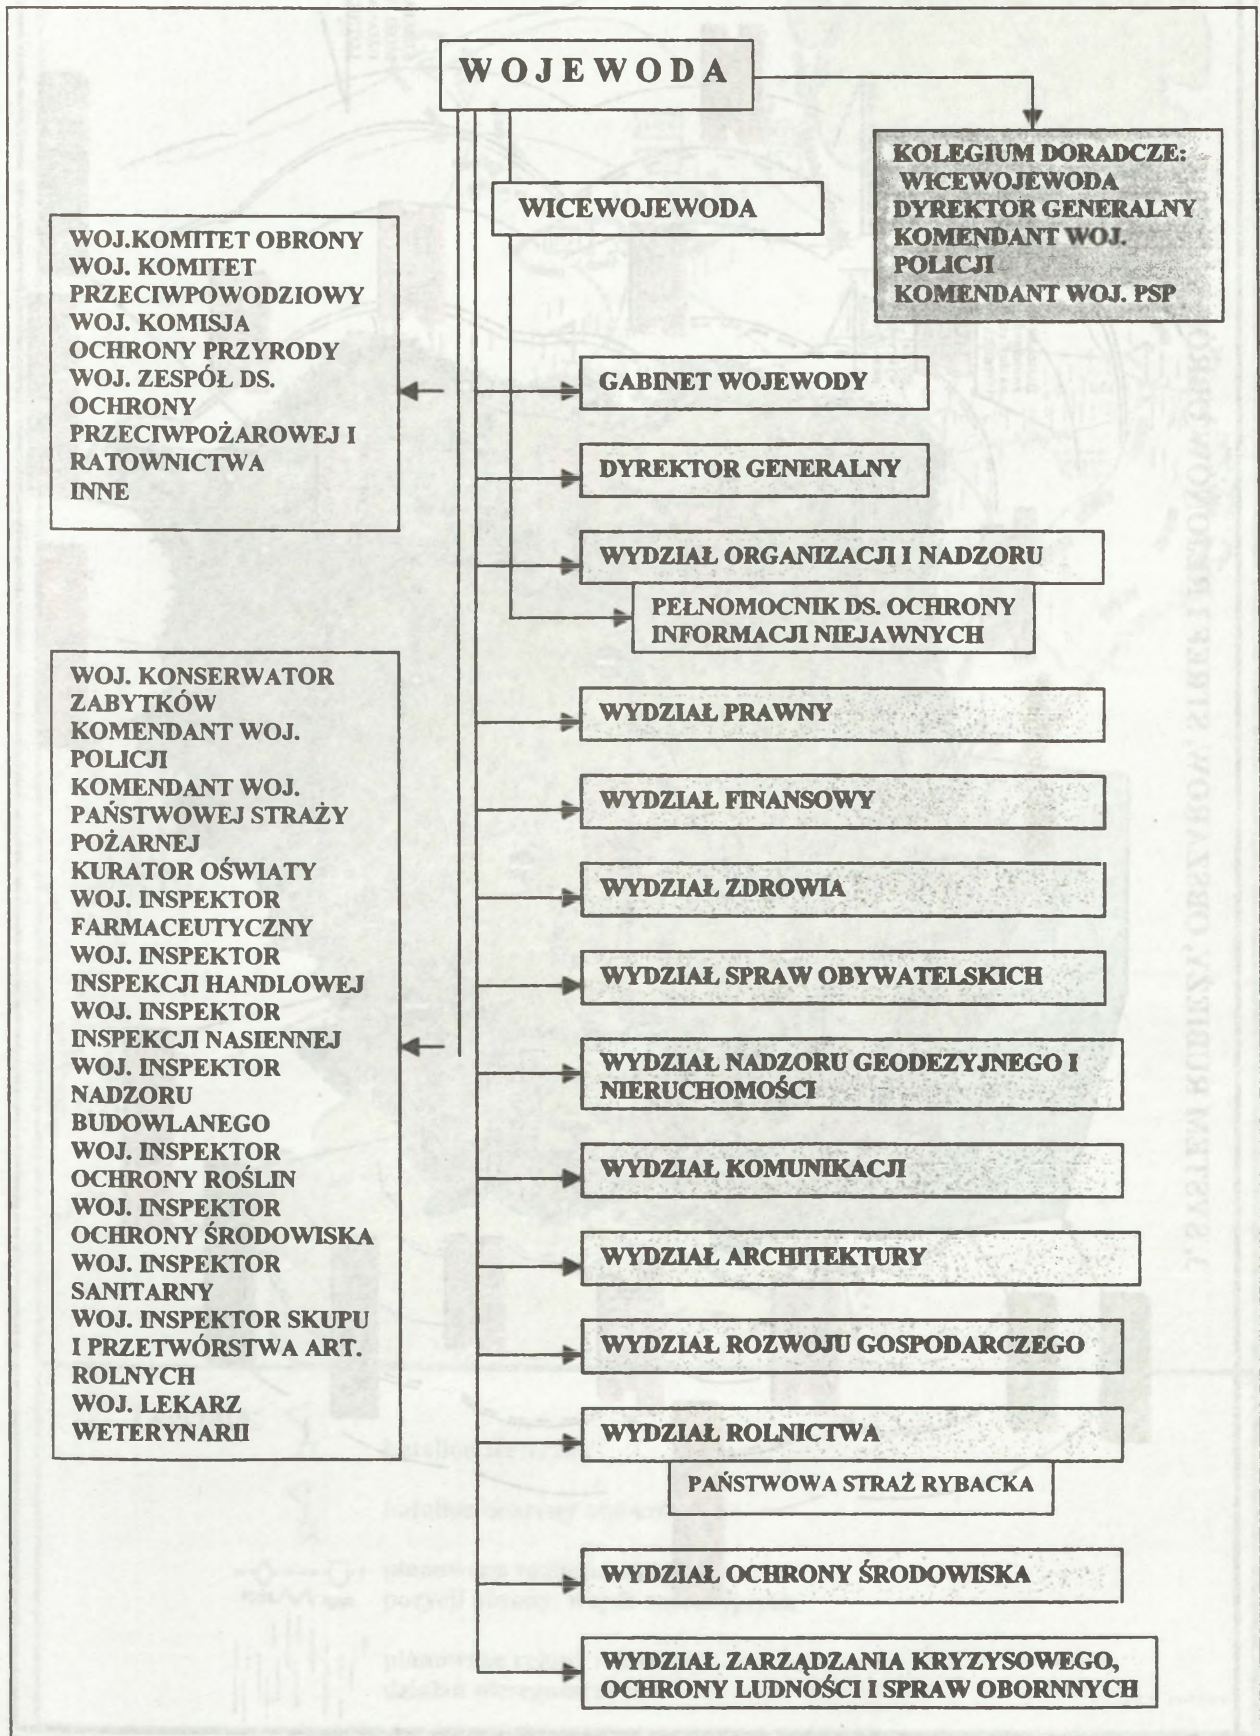 WOJEWODA
KOLEGIUM DORADCZE:
WICEWOJEWODA
DYREKTOR GENERALNY
KOMENDANT WOJ.
POLICJI
KOMENDANT WOJ. PSP
WICEWOJEWODA
WOJ.KOMITET OBRONY
WOJ. KOMITET
PRZECIWPOWODZIOWY
WOJ. KOMISJA
OCHRONY PRZYRODY
WOJ. ZESPÓŁ DS.
OCHRONY
PRZECIWPOŻAROWEJ I
RATOWNICTWA
INNE
GABINET WOJEWODY
DYREKTOR GENERALNY
WYDZIAŁ ORGANIZACJI I NADZORU
PEŁNOMOCNIK DS. OCHRONY
INFORMACJI NIEJAWNYCH
WOJ. KONSERWATOR
ZABYTKÓW
KOMENDANT WOJ.
POLICJI
KOMENDANT WOJ.
PAŃSTWOWEJ STRAŻY
POŻARNEJ
KURATOR OŚWIATY
WOJ. INSPEKTOR
FARMACEUTYCZNY
WOJ. INSPEKTOR
INSPEKCJI HANDLOWEJ
WOJ. INSPEKTOR
INSPEKCJI NASIENNEJ
WOJ. INSPEKTOR
NADZORU
BUDOWLANEGO
WOJ. INSPEKTOR
OCHRONY ROŚLIN
WOJ. INSPEKTOR
OCHRONY ŚRODOWISKA
WOJ. INSPEKTOR
SANITARNY
WOJ. INSPEKTOR SKUPU
I PRZETWÓRSTWA ART.
ROLNYCH
WOJ. LEKARZ
WETERYNARII
WYDZIAŁ PRAWNY
WYDZIAŁ FINANSOWY
WYDZIAŁ ZDROWIA
WYDZIAŁ SPRAW OBYWATELSKICH
WYDZIAŁ NADZORU GEODEZYJNEGO I
NIERUCHOMOŚCI
WYDZIAŁ KOMUNIKACJI
WYDZIAŁ ARCHITEKTURY
WYDZIAŁ ROZWOJU GOSPODARCZEGO
WYDZIAŁ ROLNICTWA
PAŃSTWOWA STRAŻ RYBACKA
WYDZIAŁ OCHRONY ŚRODOWISKA
WYDZIAŁ ZARZĄDZANIA KRYZYSOWEGO,
OCHRONY LUDNOŚCI I SPRAW OBORNNYCH